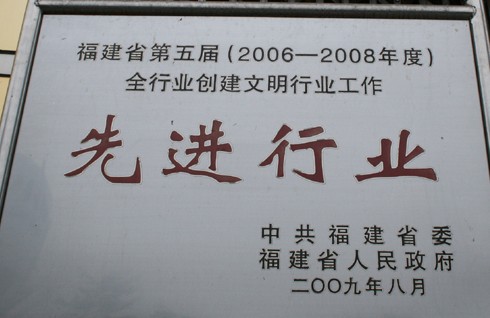 福建省第五届(2006—2008年度)
全行业创建文明行业工作
先进行业
中共福建省委
福建省人民政府
二〇〇九年八月